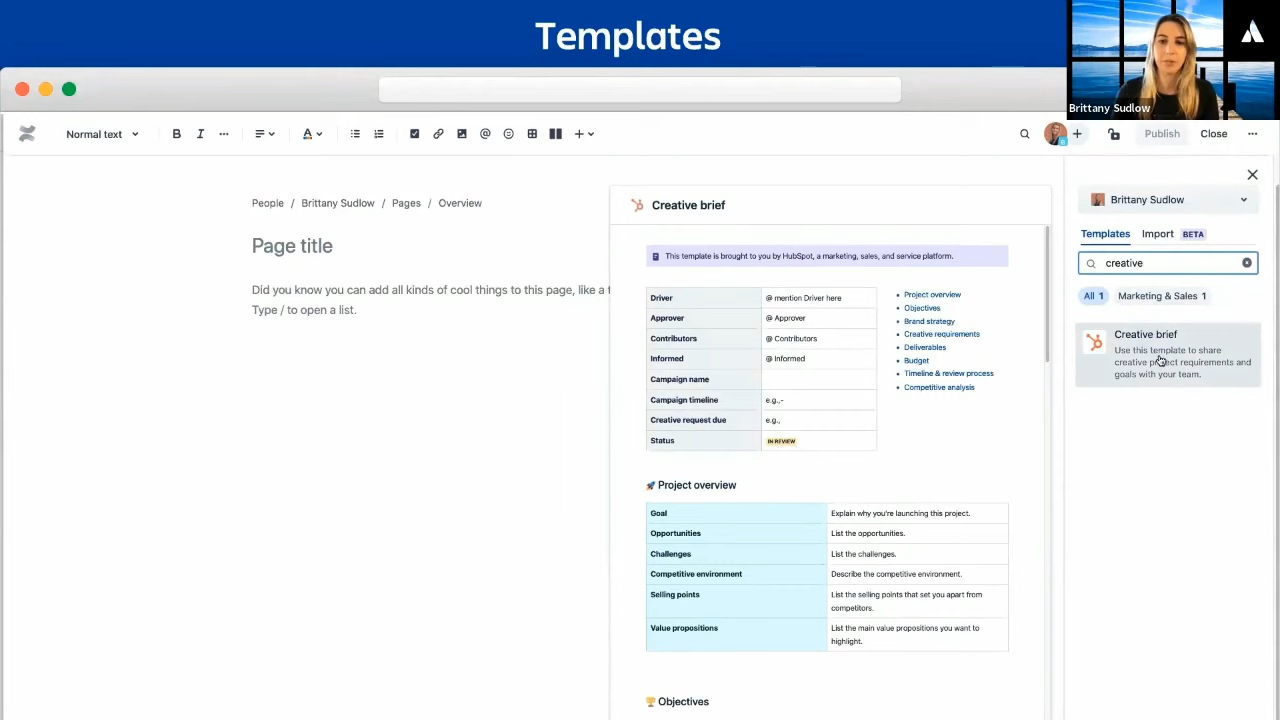 Templates
Brittany Sudlow
Normal text
B
I
A
@
Publish
Close
People / Brittany Sudlow / Pages / Overview
Page title
Did you know you can add all kinds of cool things to this page, like a t
Type / to open a list.
Creative brief
This template is brought to you by HubSpot, a marketing, sales, and service platform.
Driver @ mention Driver here
Approver @ Approver
Contributors @ Contributors
Informed @ Informed
Campaign name
Campaign timeline e.g.,-
Creative request due e.g.,
Status IN REVIEW
Project overview
Objectives
Brand strategy
Creative requirements
Deliverables
Budget
Timeline & review process
Competitive analysis
🚀 Project overview
Goal Explain why you're launching this project.
Opportunities List the opportunities.
Challenges List the challenges.
Competitive environment Describe the competitive environment.
Selling points List the selling points that set you apart from
competitors.
Value propositions List the main value propositions you want to
highlight.
🏆 Objectives
Brittany Sudlow
Templates Import BETA
creative
All 1 Marketing & Sales 1
Creative brief
Use this template to share
creative project requirements and
goals with your team.